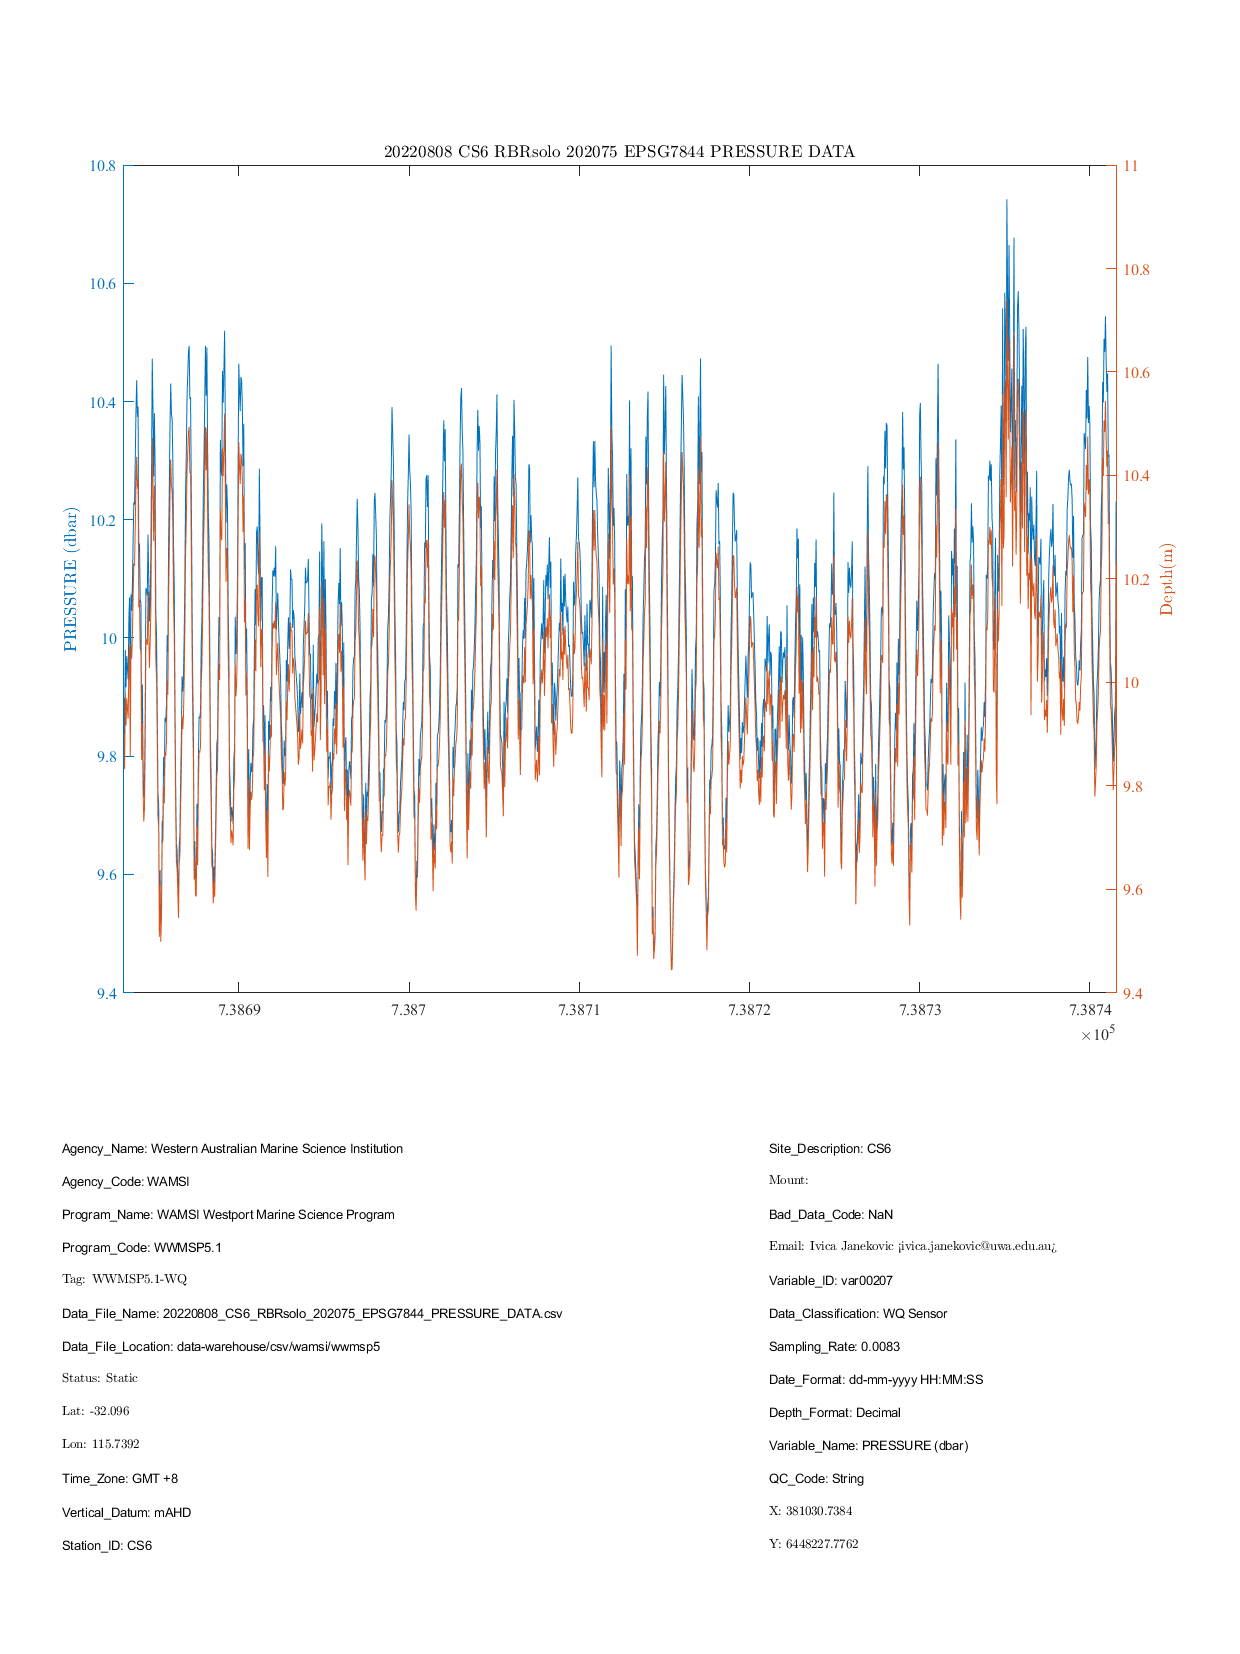 20220808 CS6 RBRsolo 202075 EPSG7844 PRESSURE DATA
10.8
10.6
10.4
10.2
10
9.8
9.6
9.4
PRESSURE (dbar)
11
10.8
10.6
10.4
10.2
10
9.8
9.6
9.4
Depth(m)
7.3869 7.387 7.3871 7.3872 7.3873 7.3874
×10^5
Agency_Name: Western Australian Marine Science Institution
Agency_Code: WAMSI
Program_Name: WAMSI Westport Marine Science Program
Program_Code: WWMSP5.1
Tag: WWMSP5.1-WQ
Data_File_Name: 20220808_CS6_RBRsolo_202075_EPSG7844_PRESSURE_DATA.csv
Data_File_Location: data-warehouse/csv/wamsi/wwmsp5
Status: Static
Lat: -32.096
Lon: 115.7392
Time_Zone: GMT +8
Vertical_Datum: mAHD
Station_ID: CS6
Site_Description: CS6
Mount:
Bad_Data_Code: NaN
Email: Ivica Janekovic ¡ivica.janekovic@uwa.edu.au¿
Variable_ID: var00207
Data_Classification: WQ Sensor
Sampling_Rate: 0.0083
Date_Format: dd-mm-yyyy HH:MM:SS
Depth_Format: Decimal
Variable_Name: PRESSURE (dbar)
QC_Code: String
X: 381030.7384
Y: 6448227.7762